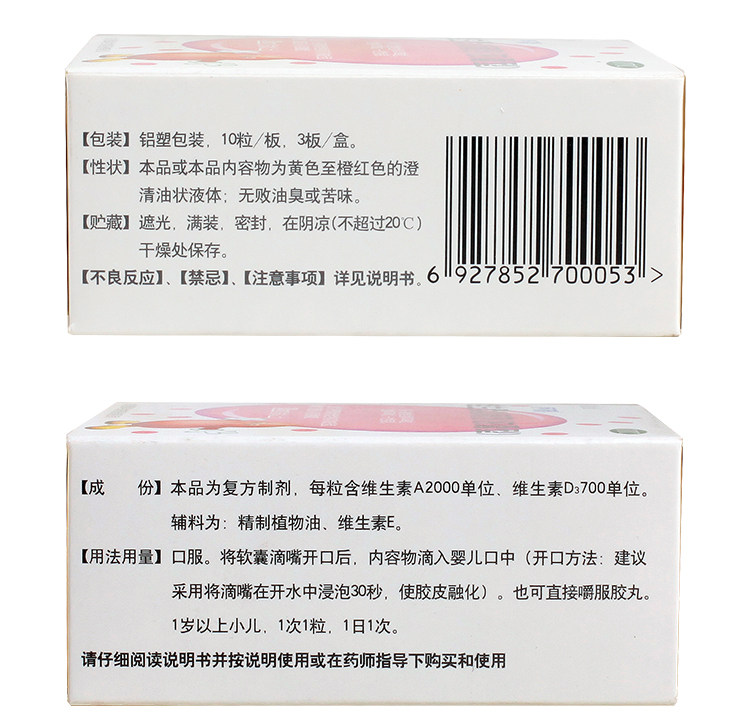 【包装】铝塑包装，10粒/板，3板/盒。
【性状】本品或本品内容物为黄色至橙红色的澄
清油状液体；无败油臭或苦味。
【贮藏】遮光，满装，密封，在阴凉(不超过20℃)
干燥处保存。
【不良反应】、【禁忌】、【注意事项】详见说明书。
6 927852 700053 >
【成　份】本品为复方制剂，每粒含维生素A2000单位、维生素D₃700单位。
辅料为：精制植物油、维生素E。
【用法用量】口服。将软囊滴嘴开口后，内容物滴入婴儿口中（开口方法：建议
采用将滴嘴在开水中浸泡30秒，使胶皮融化）。也可直接嚼服胶丸。
1岁以上小儿，1次1粒，1日1次。
请仔细阅读说明书并按说明使用或在药师指导下购买和使用